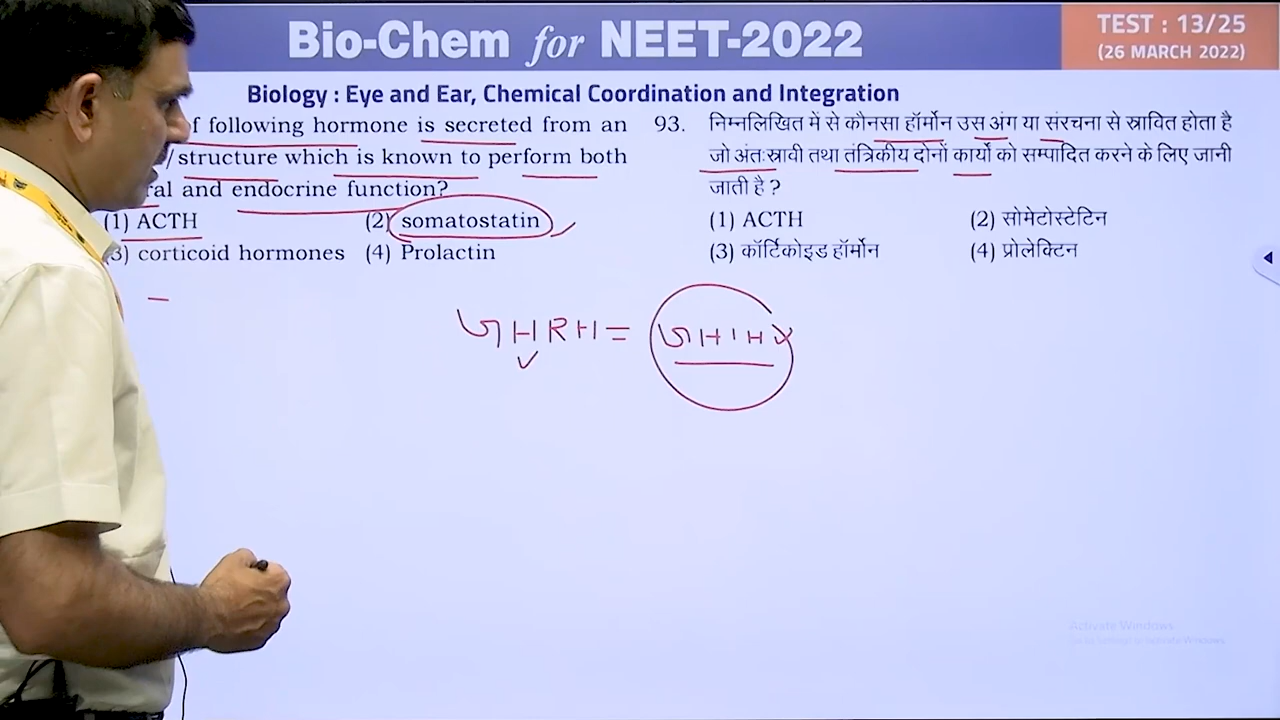 Bio-Chem for NEET-2022
TEST : 13/25
(26 MARCH 2022)
Biology : Eye and Ear, Chemical Coordination and Integration
f following hormone is secreted from an
/structure which is known to perform both
ral and endocrine function?
(1) ACTH (2) somatostatin
3) corticoid hormones (4) Prolactin
93. निम्नलिखित में से कौनसा हॉर्मोन उस अंग या संरचना से स्रावित होता है
जो अंतःस्रावी तथा तंत्रिकीय दोनों कार्यों को सम्पादित करने के लिए जानी
जाती है ?
(1) ACTH (2) सोमेटोस्टेटिन
(3) कॉर्टिकोइड हॉर्मोन (4) प्रोलेक्टिन
GHRH = GHIH
Activate Windows